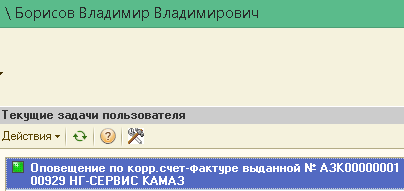 \ Борисов Владимир Владимирович
Текущие задачи пользователя
Действия
Оповещение по корр.счет-фактуре выданной № АЗК00000001
00929 НГ-СЕРВИС КАМАЗ